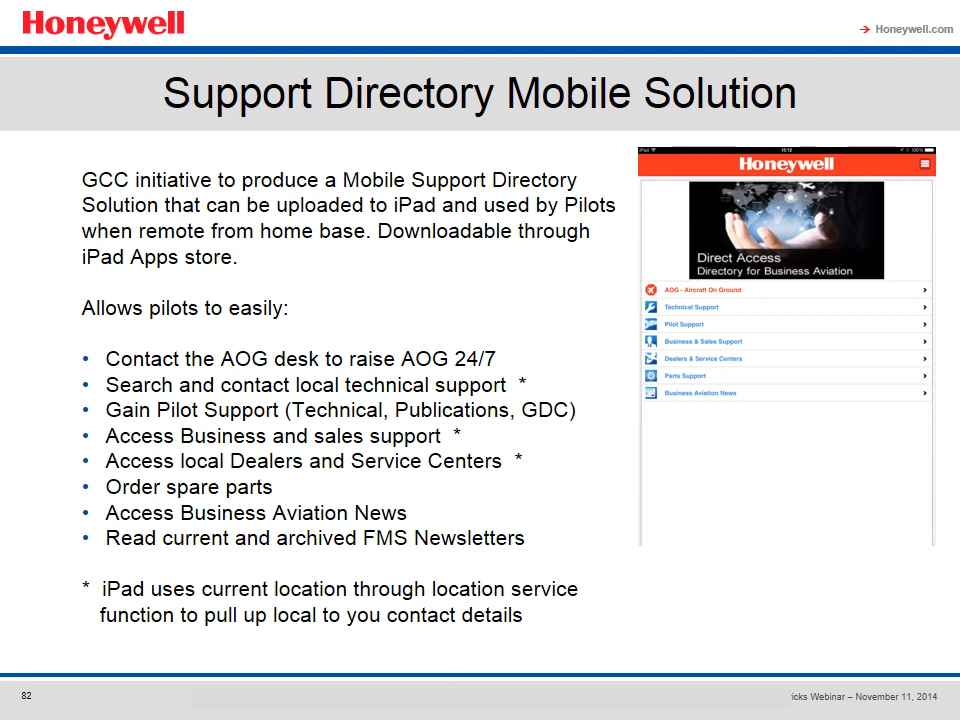 Honeywell
Honeywell.com
Support Directory Mobile Solution
GCC initiative to produce a Mobile Support Directory
Solution that can be uploaded to iPad and used by Pilots
when remote from home base. Downloadable through
iPad Apps store.
Allows pilots to easily:
• Contact the AOG desk to raise AOG 24/7
• Search and contact local technical support *
• Gain Pilot Support (Technical, Publications, GDC)
• Access Business and sales support *
• Access local Dealers and Service Centers *
• Order spare parts
• Access Business Aviation News
• Read current and archived FMS Newsletters
* iPad uses current location through location service
function to pull up local to you contact details
iPad 13:12 100%
Honeywell
Direct Access
Directory for Business Aviation
AOG - Aircraft On Ground
Technical Support
Pilot Support
Business & Sales Support
Dealers & Service Centers
Parts Support
Business Aviation News
82
Webinar – November 11, 2014